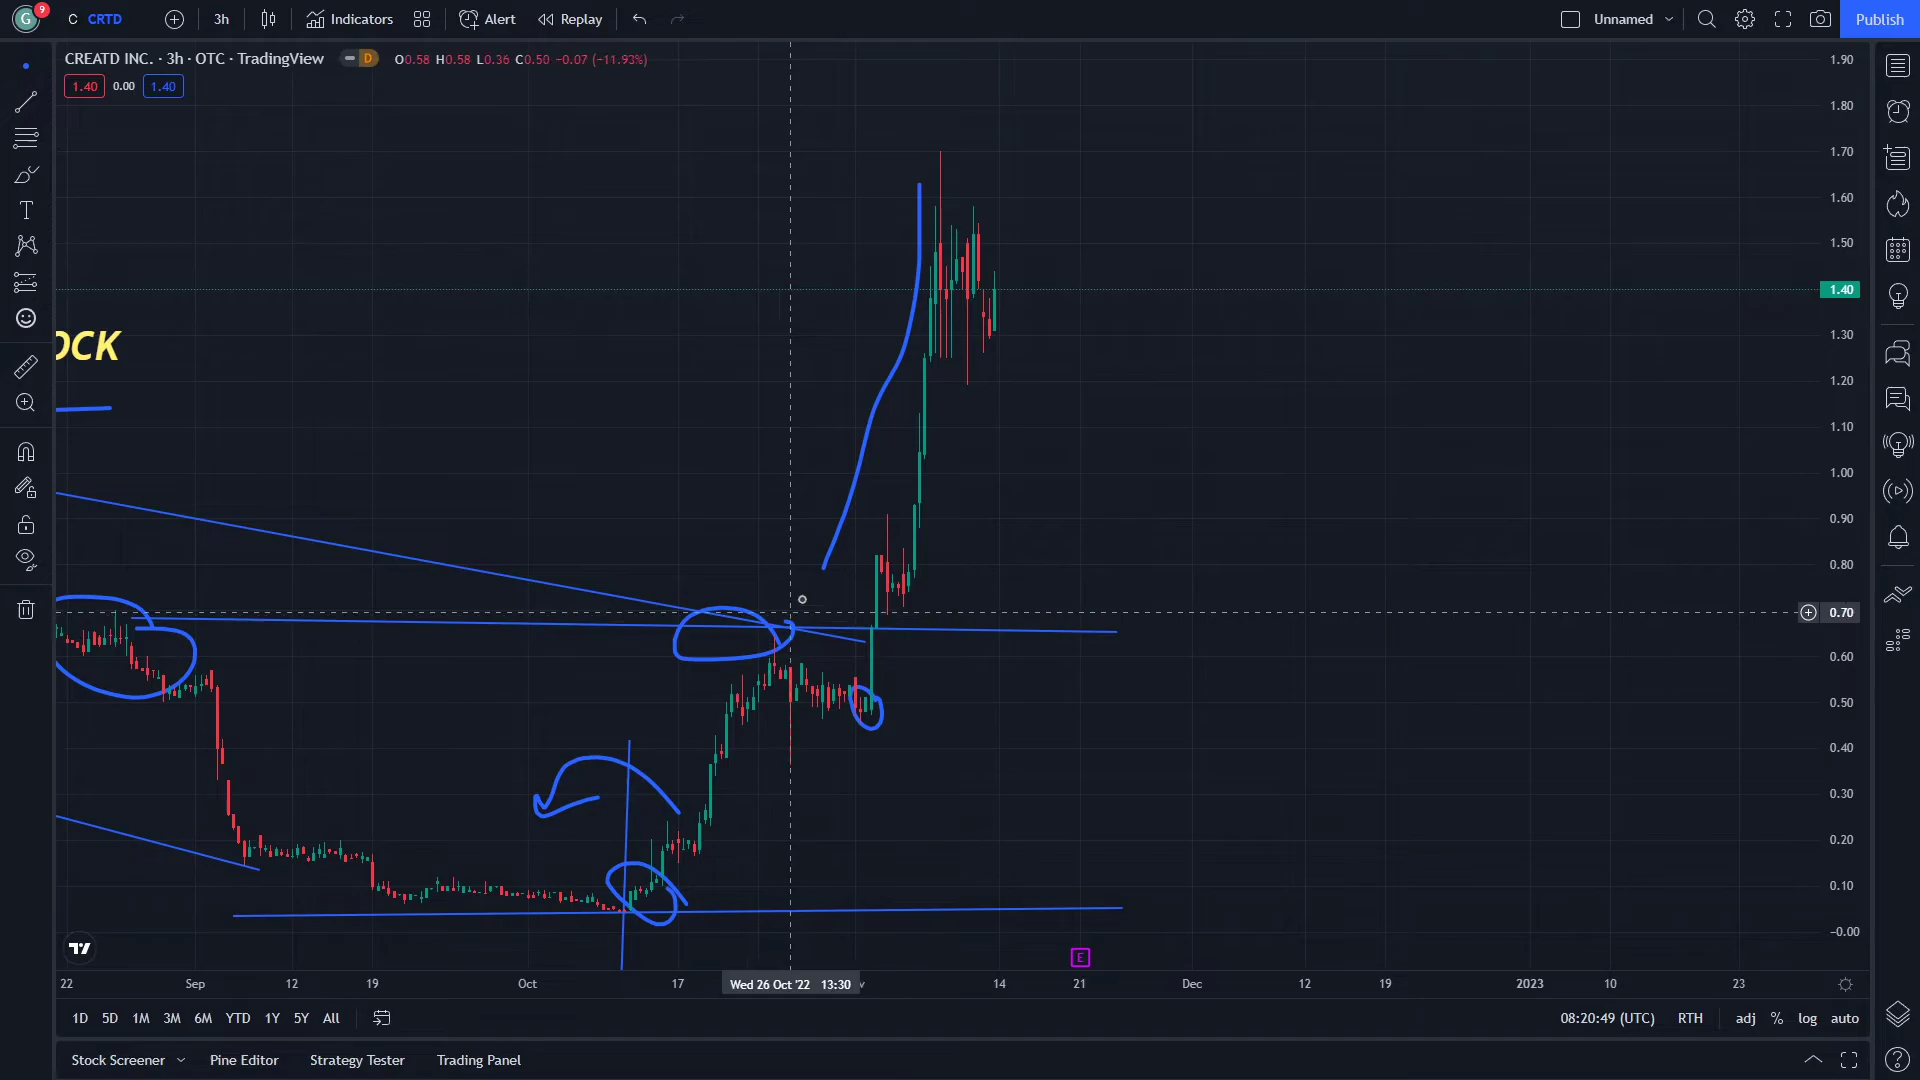 G 9 C CRTD 3h Indicators Alert Replay Unnamed Publish
CREATD INC. · 3h · OTC · TradingView D O0.58 H0.58 L0.36 C0.50 −0.07 (−11.93%)
1.40 0.00 1.40
1.90
1.80
1.70
1.60
1.50
1.40
1.30
1.20
1.10
1.00
0.90
0.80
0.70
0.60
0.50
0.40
0.30
0.20
0.10
−0.00
OCK
E
22 Sep 12 19 Oct 17 Wed 26 Oct '22 13:30 14 21 Dec 12 19 2023 10 23
1D 5D 1M 3M 6M YTD 1Y 5Y All 08:20:49 (UTC) RTH adj % log auto
Stock Screener Pine Editor Strategy Tester Trading Panel